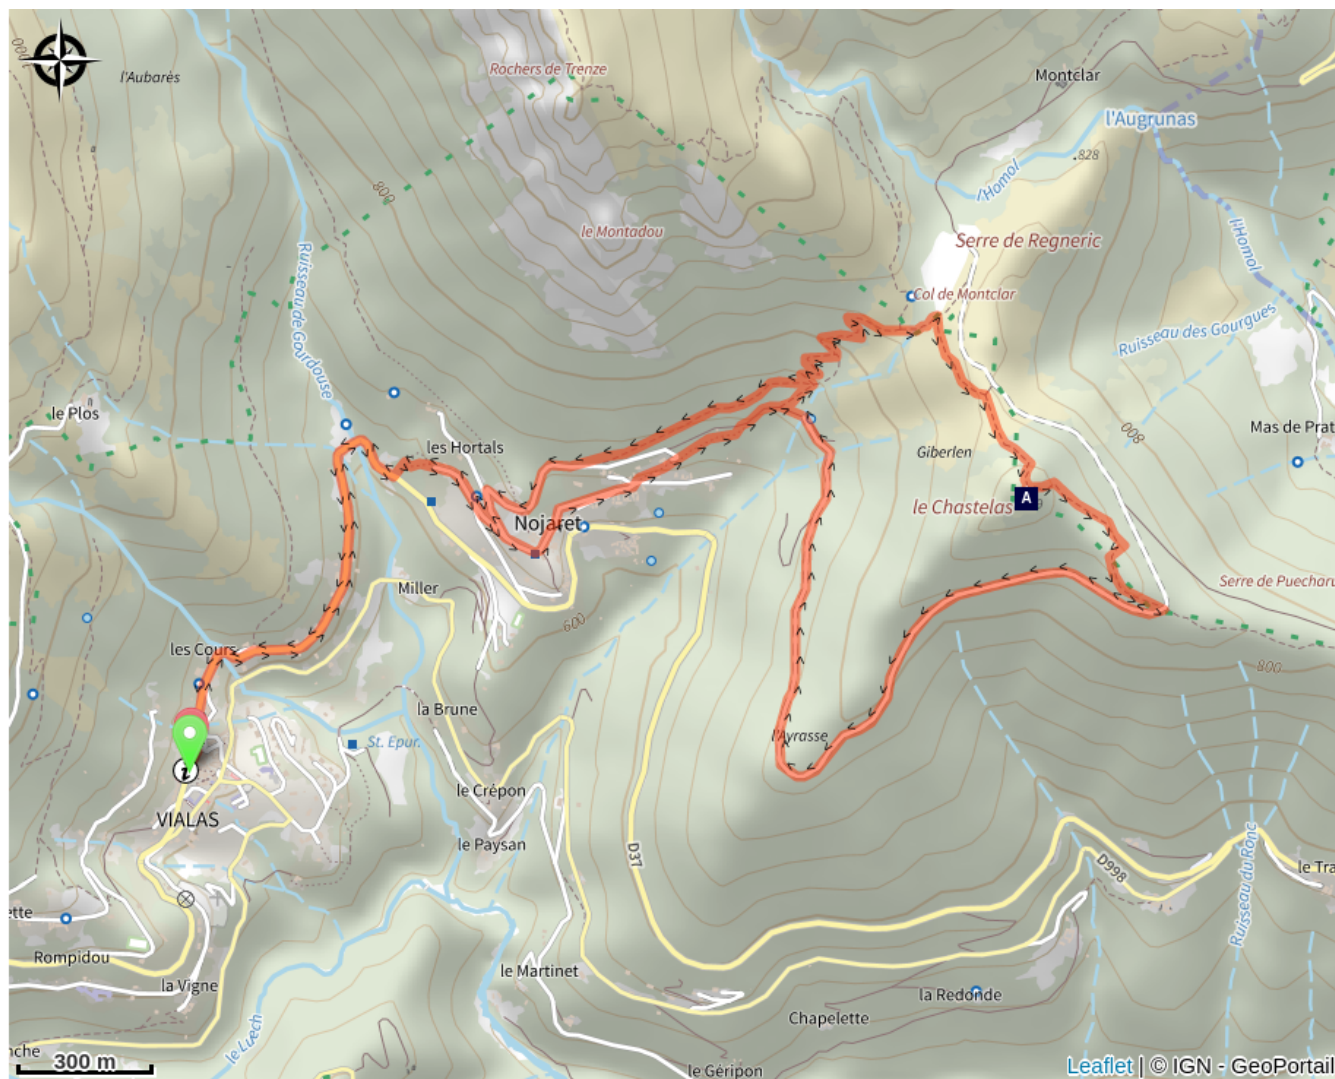 000
l'Aubarès
Rochers de Trenze
Montclar
l'Augrunas
.828
l'Homol
800
le Montadou
Serre de Regneric
l'Homol
Ruisseau de Gourdouse
Col de Montclar
Ruisseau des Gourgues
le Plos
les Hortals
Giberlen
800
Mas de Prat
le Chastelas
A
Nojaret
Miller
600
Serre de Puecharu
les Cours
800
la Brune
l'Ayrasse
St. Epur.
i
le Crépon
VIALAS
le Paysan
D37
D998
Ruisseau du Ronc
le Tra
ette
Rompidou
la Vigne
le Martinet
la Redonde
Chapelette
le Luech
nche
300 m
le Géripon
Leaflet | © IGN - GeoPortail